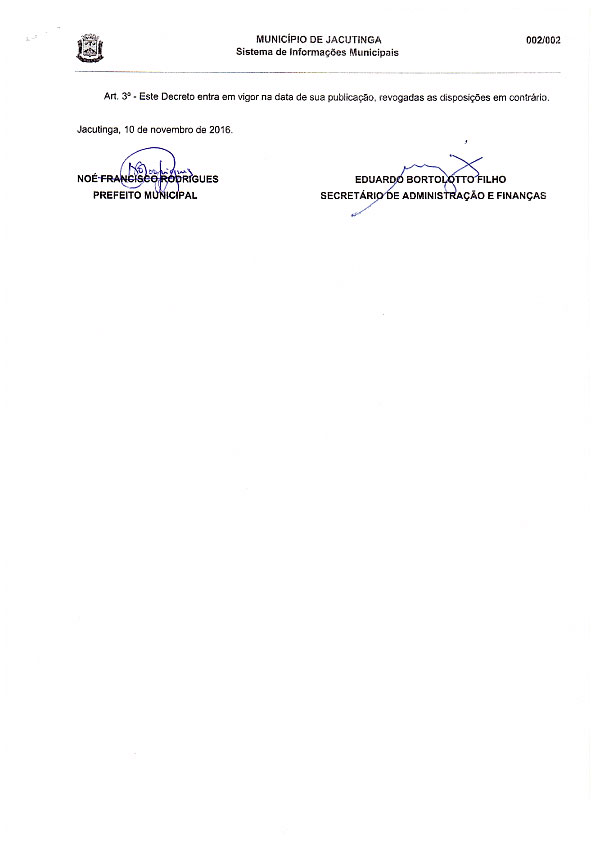 MUNICÍPIO DE JACUTINGA 002/002
Sistema de Informações Municipais
Art. 3º - Este Decreto entra em vigor na data de sua publicação, revogadas as disposições em contrário.
Jacutinga, 10 de novembro de 2016.
NOÉ FRANCISCO RODRIGUES EDUARDO BORTOLOTTO FILHO
PREFEITO MUNICIPAL SECRETÁRIO DE ADMINISTRAÇÃO E FINANÇAS